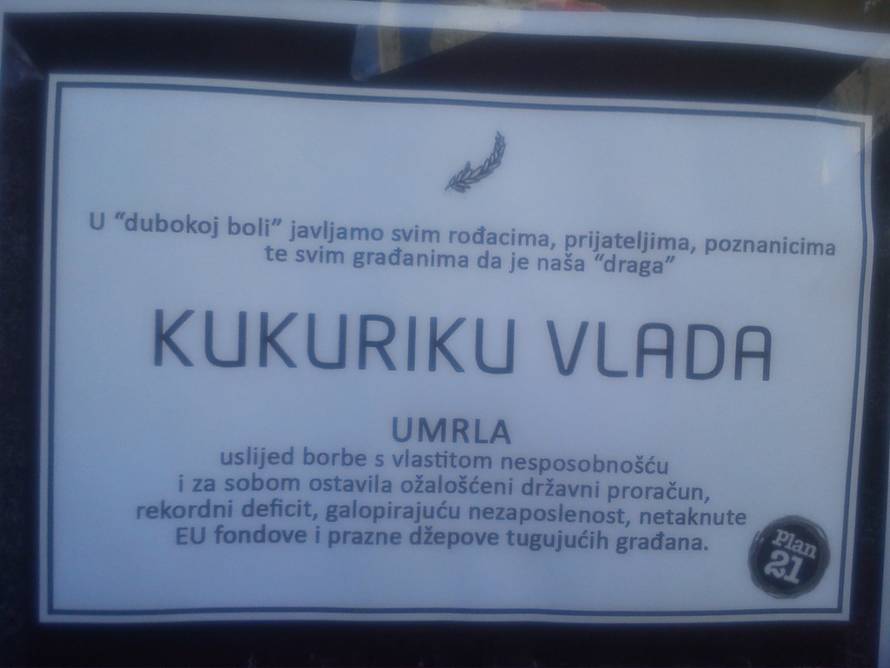 U “dubokoj boli” javljamo svim rođacima, prijateljima, poznanicima
te svim građanima da je naša “draga”
KUKURIKU VLADA
UMRLA
uslijed borbe s vlastitom nesposobnošću
i za sobom ostavila ožalošćeni državni proračun,
rekordni deficit, galopirajuću nezaposlenost, netaknute
EU fondove i prazne džepove tugujućih građana.
Plan
21